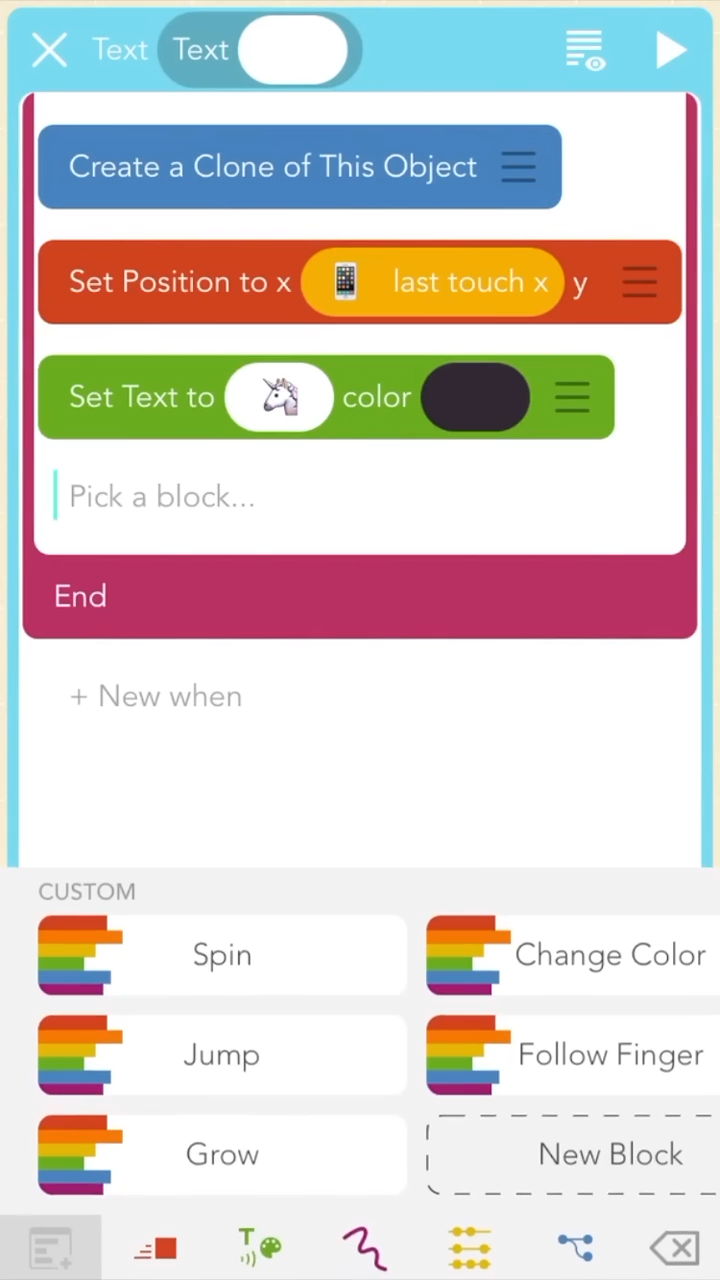 Text Text
Create a Clone of This Object
Set Position to x last touch x y
Set Text to color
Pick a block...
End
+ New when
CUSTOM
Spin Change Color
Jump Follow Finger
Grow New Block
T